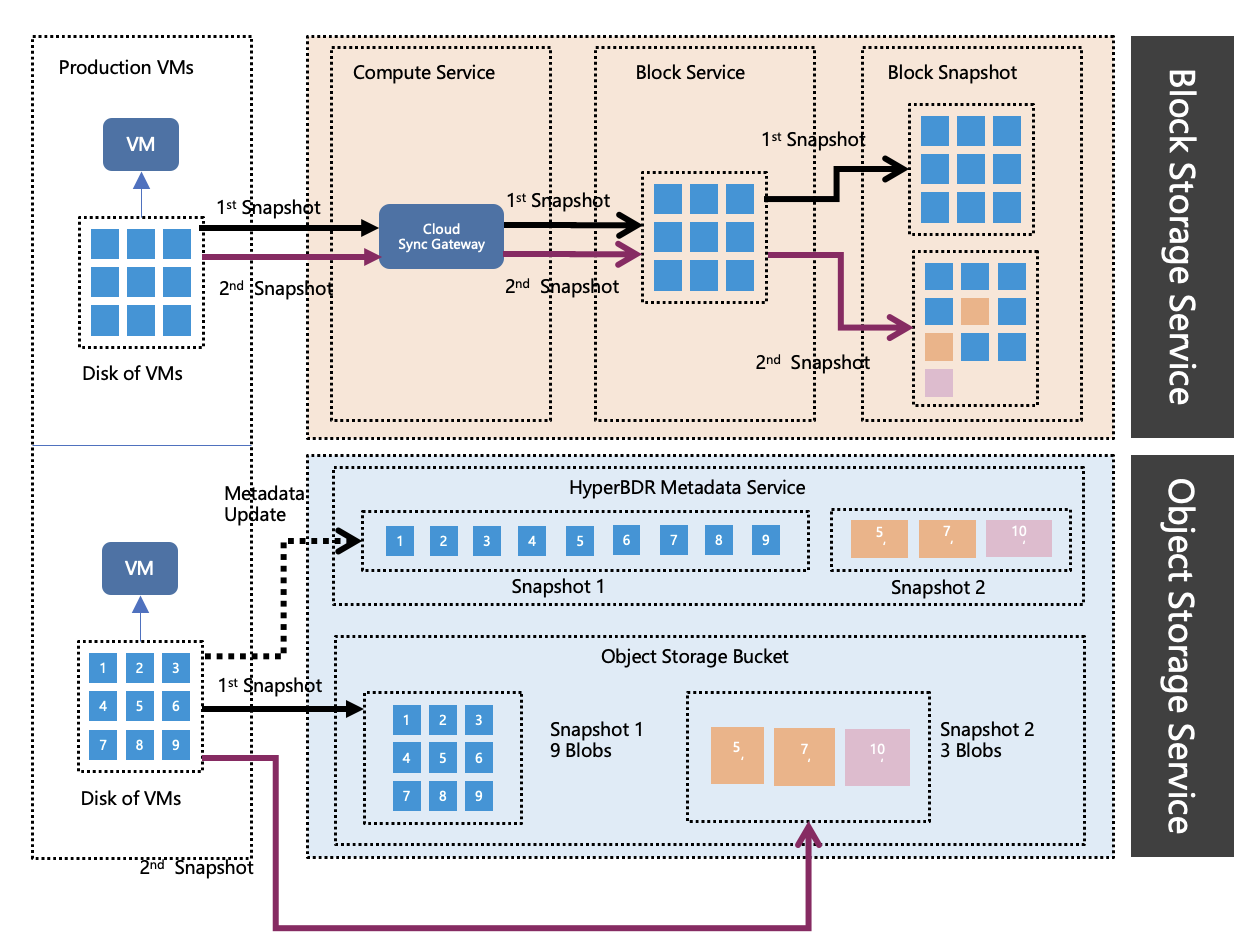 Production VMs
VM
1st Snapshot
2nd Snapshot
Disk of VMs
Compute Service
Cloud
Sync Gateway
1st Snapshot
2nd Snapshot
Block Service
1st Snapshot
2nd Snapshot
Block Snapshot
Block Storage Service
Metadata
Update
VM
1 2 3
4 5 6
7 8 9
1st Snapshot
Disk of VMs
2nd Snapshot
HyperBDR Metadata Service
1 2 3 4 5 6 7 8 9
Snapshot 1
5, 7, 10,
Snapshot 2
Object Storage Bucket
1 2 3
4 5 6
7 8 9
Snapshot 1
9 Blobs
5, 7, 10,
Snapshot 2
3 Blobs
Object Storage Service